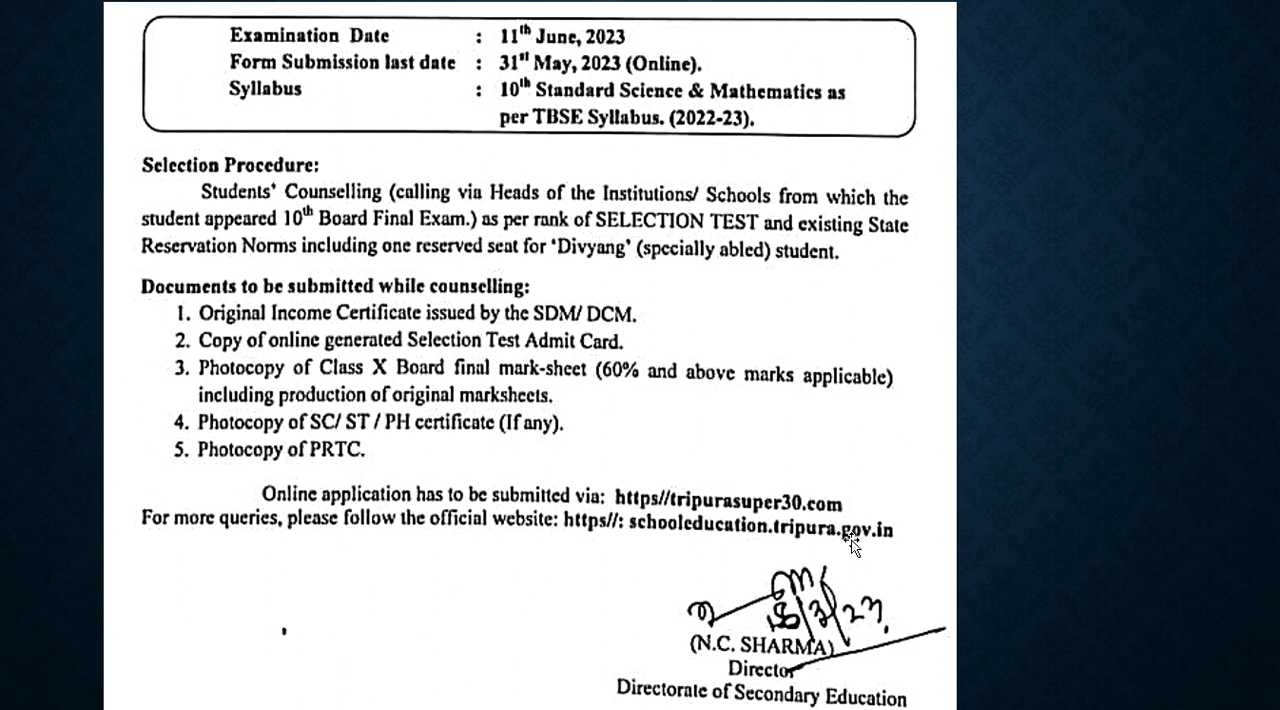 Examination Date : 11th June, 2023
Form Submission last date : 31st May, 2023 (Online).
Syllabus : 10th Standard Science & Mathematics as
per TBSE Syllabus. (2022-23).
Selection Procedure:
Students' Counselling (calling via Heads of the Institutions/ Schools from which the
student appeared 10th Board Final Exam.) as per rank of SELECTION TEST and existing State
Reservation Norms including one reserved seat for 'Divyang' (specially abled) student.
Documents to be submitted while counselling:
1. Original Income Certificate issued by the SDM/ DCM.
2. Copy of online generated Selection Test Admit Card.
3. Photocopy of Class X Board final mark-sheet (60% and above marks applicable)
including production of original marksheets.
4. Photocopy of SC/ ST / PH certificate (If any).
5. Photocopy of PRTC.
Online application has to be submitted via: https//tripurasuper30.com
For more queries, please follow the official website: https//: schooleducation.tripura.gov.in
(N.C. SHARMA)
Director
Directorate of Secondary Education